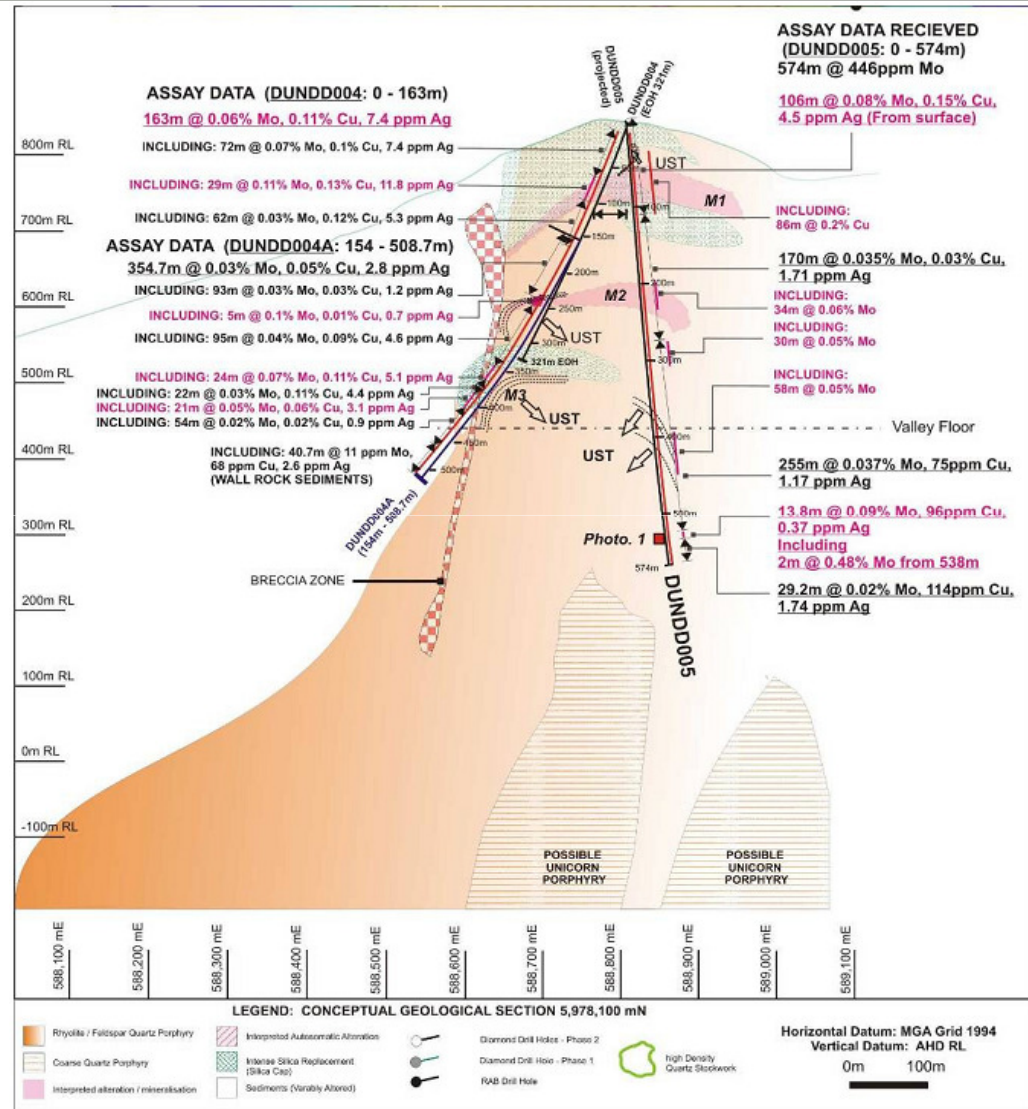 ASSAY DATA RECIEVED
(DUNDD005: 0 - 574m)
574m @ 446ppm Mo
106m @ 0.08% Mo, 0.15% Cu,
4.5 ppm Ag (From surface)
INCLUDING:
86m @ 0.2% Cu
170m @ 0.035% Mo, 0.03% Cu,
1.71 ppm Ag
INCLUDING:
34m @ 0.06% Mo
INCLUDING:
30m @ 0.05% Mo
INCLUDING:
58m @ 0.05% Mo
Valley Floor
255m @ 0.037% Mo, 75ppm Cu,
1.17 ppm Ag
13.8m @ 0.09% Mo, 96ppm Cu,
0.37 ppm Ag
Including
2m @ 0.48% Mo from 538m
29.2m @ 0.02% Mo, 114ppm Cu,
1.74 ppm Ag
ASSAY DATA (DUNDD004: 0 - 163m)
163m @ 0.06% Mo, 0.11% Cu, 7.4 ppm Ag
INCLUDING: 72m @ 0.07% Mo, 0.1% Cu, 7.4 ppm Ag
INCLUDING: 29m @ 0.11% Mo, 0.13% Cu, 11.8 ppm Ag
INCLUDING: 62m @ 0.03% Mo, 0.12% Cu, 5.3 ppm Ag
ASSAY DATA (DUNDD004A: 154 - 508.7m)
354.7m @ 0.03% Mo, 0.05% Cu, 2.8 ppm Ag
INCLUDING: 93m @ 0.03% Mo, 0.03% Cu, 1.2 ppm Ag
INCLUDING: 5m @ 0.1% Mo, 0.01% Cu, 0.7 ppm Ag
INCLUDING: 95m @ 0.04% Mo, 0.09% Cu, 4.6 ppm Ag
INCLUDING: 24m @ 0.07% Mo, 0.11% Cu, 5.1 ppm Ag
INCLUDING: 22m @ 0.03% Mo, 0.11% Cu, 4.4 ppm Ag
INCLUDING: 21m @ 0.05% Mo, 0.06% Cu, 3.1 ppm Ag
INCLUDING: 54m @ 0.02% Mo, 0.02% Cu, 0.9 ppm Ag
INCLUDING: 40.7m @ 11 ppm Mo,
68 ppm Cu, 2.6 ppm Ag
(WALL ROCK SEDIMENTS)
DUNDD004A
(154m - 508.7m)
BRECCIA ZONE
DUNDD005
(projected)
DUNDD004
(EOH 321m)
UST
M1
100m
100m
150m
200m
200m
M2
250m
UST
300m
300m
321m EOH
350m
M3
400m
UST
400m
450m
UST
500m
500m
Photo. 1
574m
DUNDD005
800m RL
700m RL
600m RL
500m RL
400m RL
300m RL
200m RL
100m RL
0m RL
-100m RL
POSSIBLE
UNICORN
PORPHYRY
POSSIBLE
UNICORN
PORPHYRY
588,100 mE
588,200 mE
588,300 mE
588,400 mE
588,500 mE
588,600 mE
588,700 mE
588,800 mE
588,900 mE
589,000 mE
589,100 mE
LEGEND: CONCEPTUAL GEOLOGICAL SECTION 5,978,100 mN
Rhyolite / Feldspar Quartz Porphyry
Coarse Quartz Porphyry
Interpreted alteration / mineralisation
Interpreted Autosomatic Alteration
Intense Silica Replacement
(Silica Cap)
Sediments (Varably Altered)
Diamond Drill Holes - Phase 2
Diamond Drill Hole - Phase 1
RAB Drill Hole
high Density
Quartz Stockwork
Horizontal Datum: MGA Grid 1994
Vertical Datum: AHD RL
0m 100m